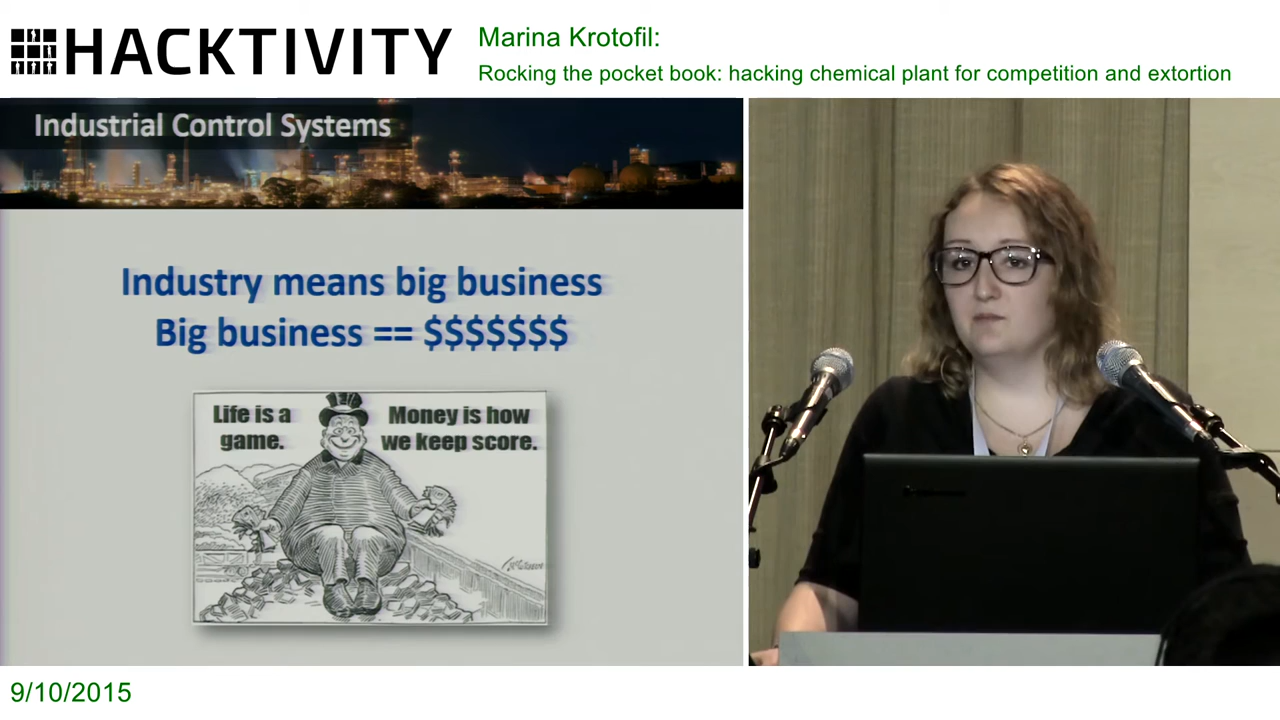 HACKTIVITY
Marina Krotofil:
Rocking the pocket book: hacking chemical plant for competition and extortion
Industrial Control Systems
Industry means big business
Big business == $$$$$$$
Life is a
game.
Money is how
we keep score.
9/10/2015